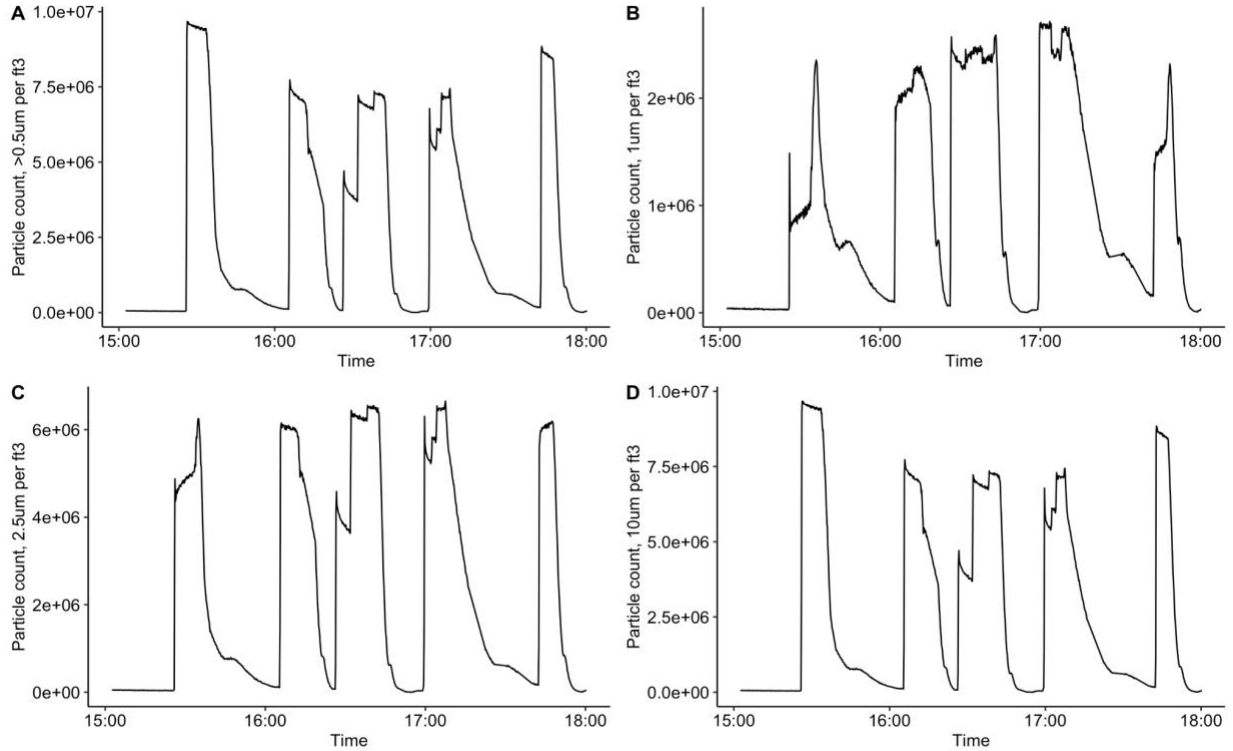 A
Particle count, >0.5um per ft3
1.0e+07
7.5e+06
5.0e+06
2.5e+06
0.0e+00
15:00 16:00 17:00 18:00
Time
B
Particle count, 1um per ft3
2e+06
1e+06
0e+00
15:00 16:00 17:00 18:00
Time
C
Particle count, 2.5um per ft3
6e+06
4e+06
2e+06
0e+00
15:00 16:00 17:00 18:00
Time
D
Particle count, 10um per ft3
1.0e+07
7.5e+06
5.0e+06
2.5e+06
0.0e+00
15:00 16:00 17:00 18:00
Time